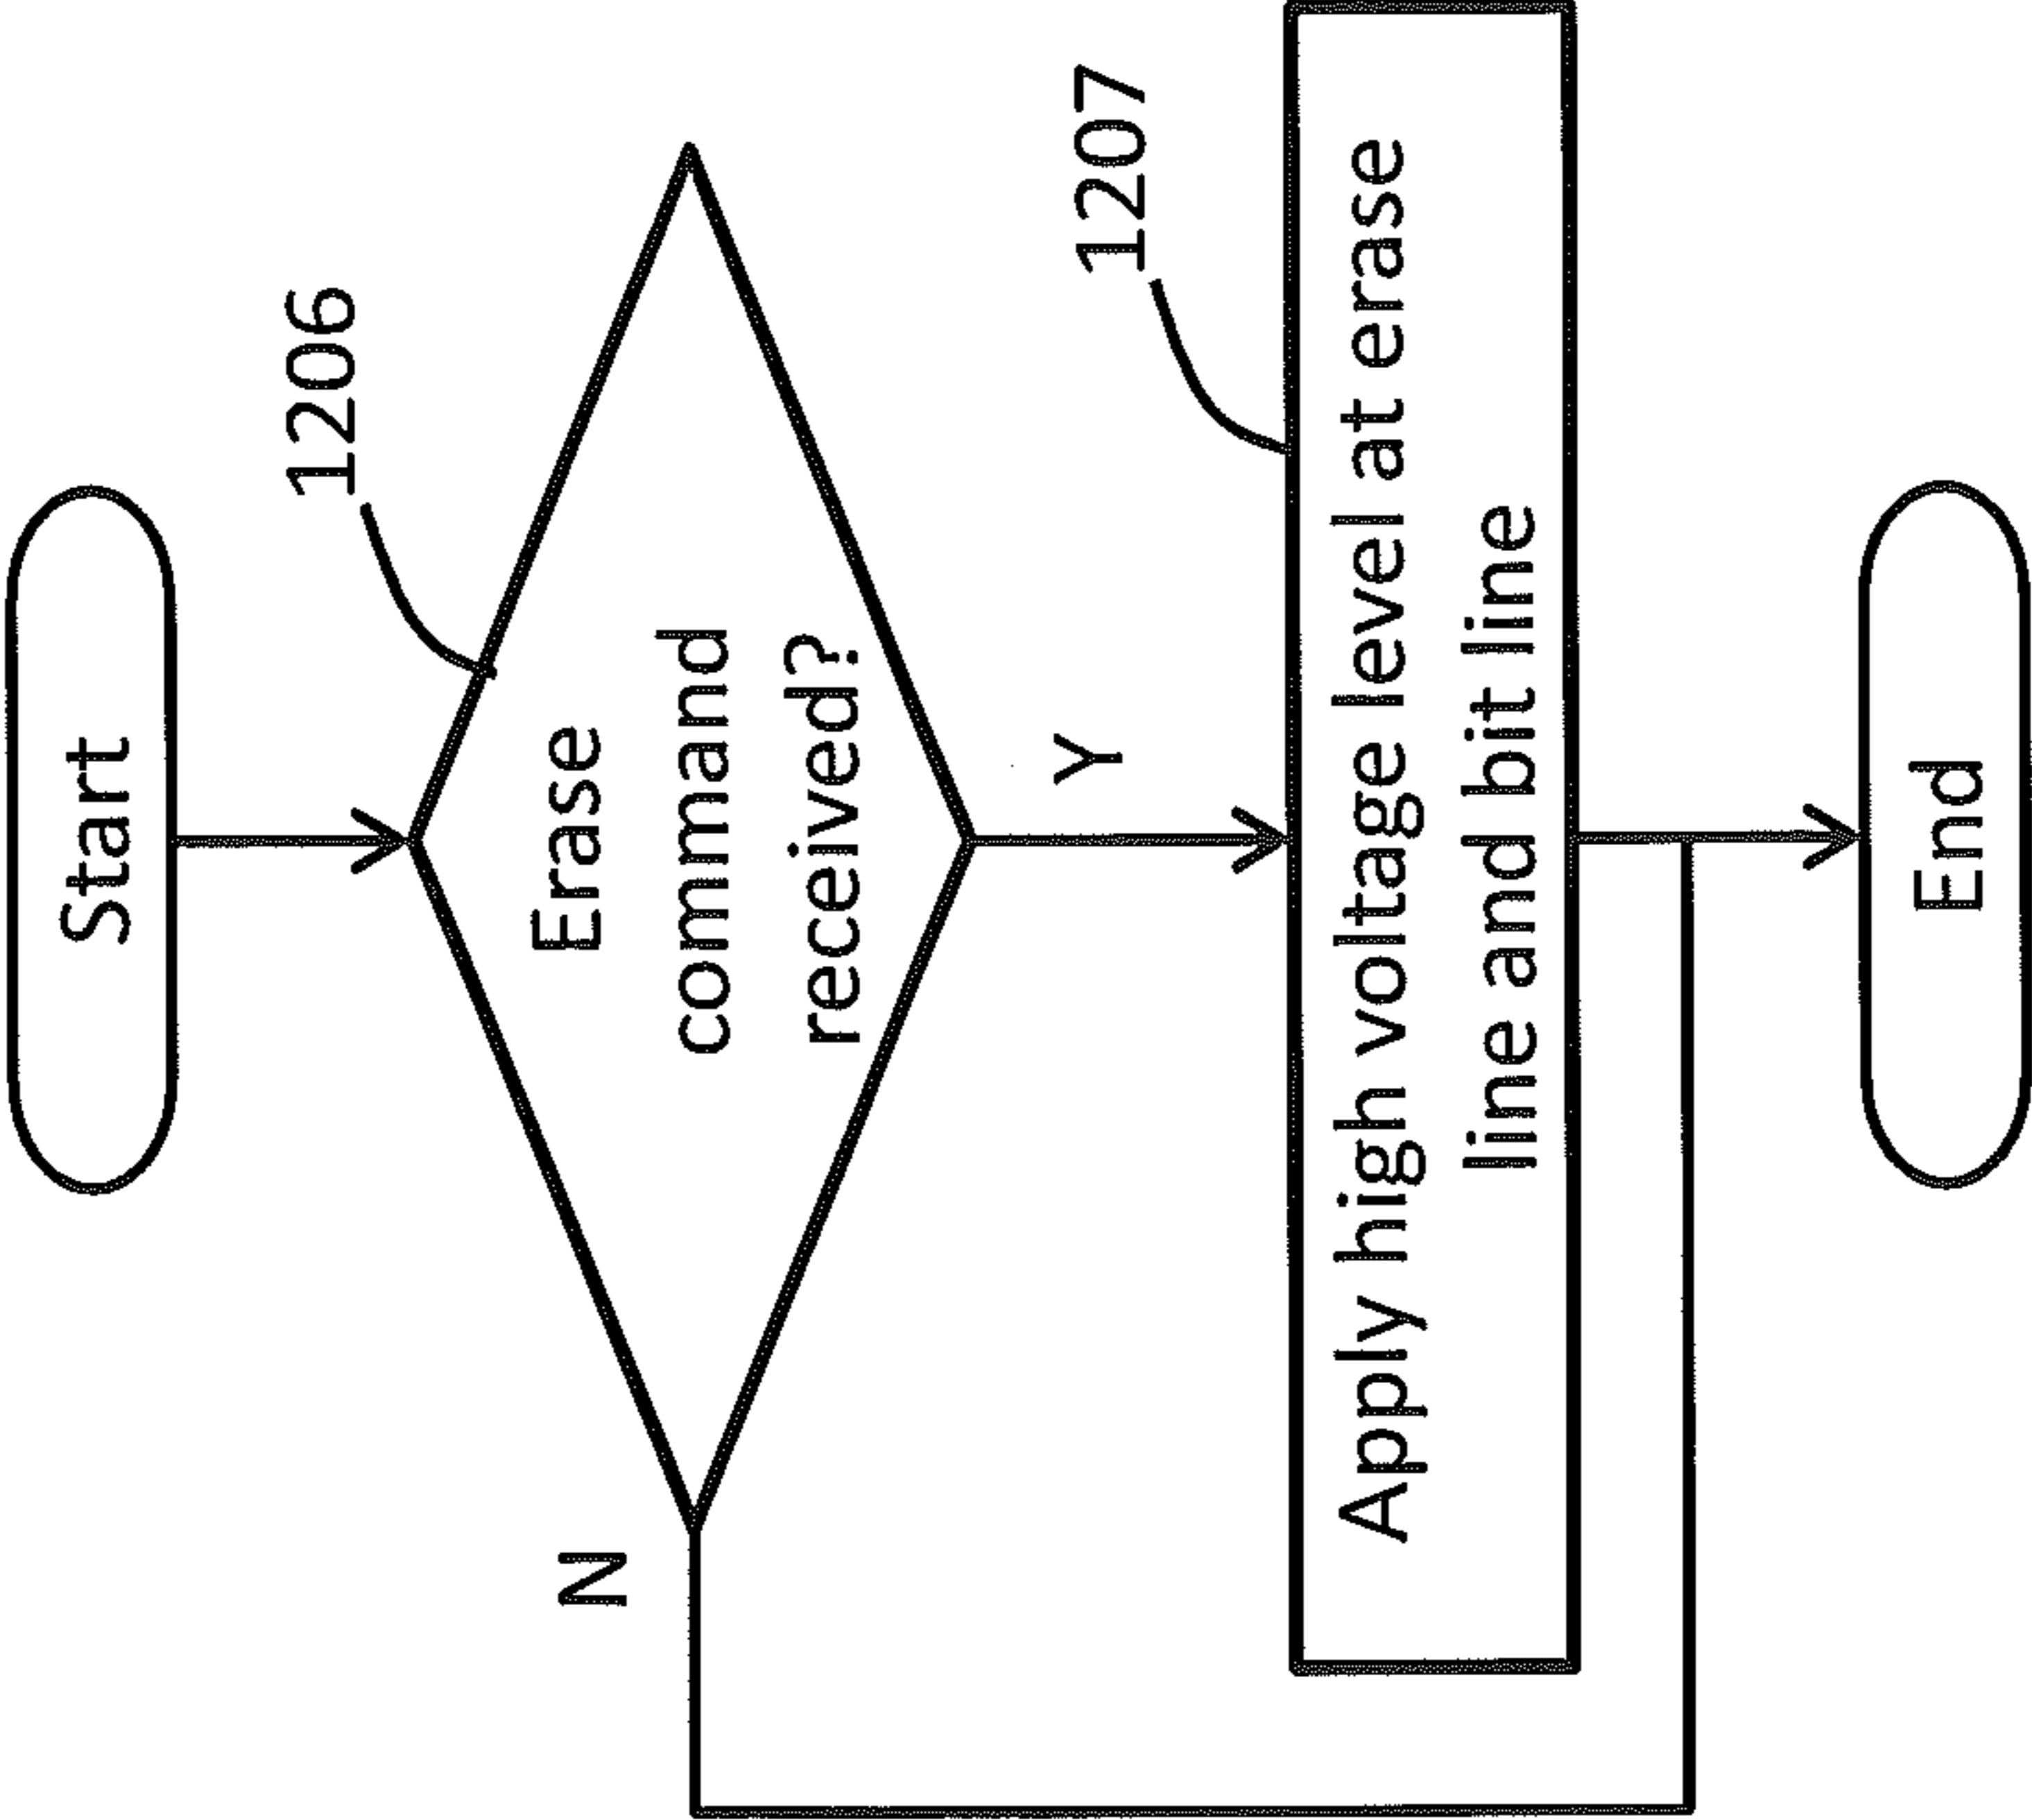 Start
1206
Erase
command
received?
N
Y
1207
Apply high voltage level at erase
line and bit line
End